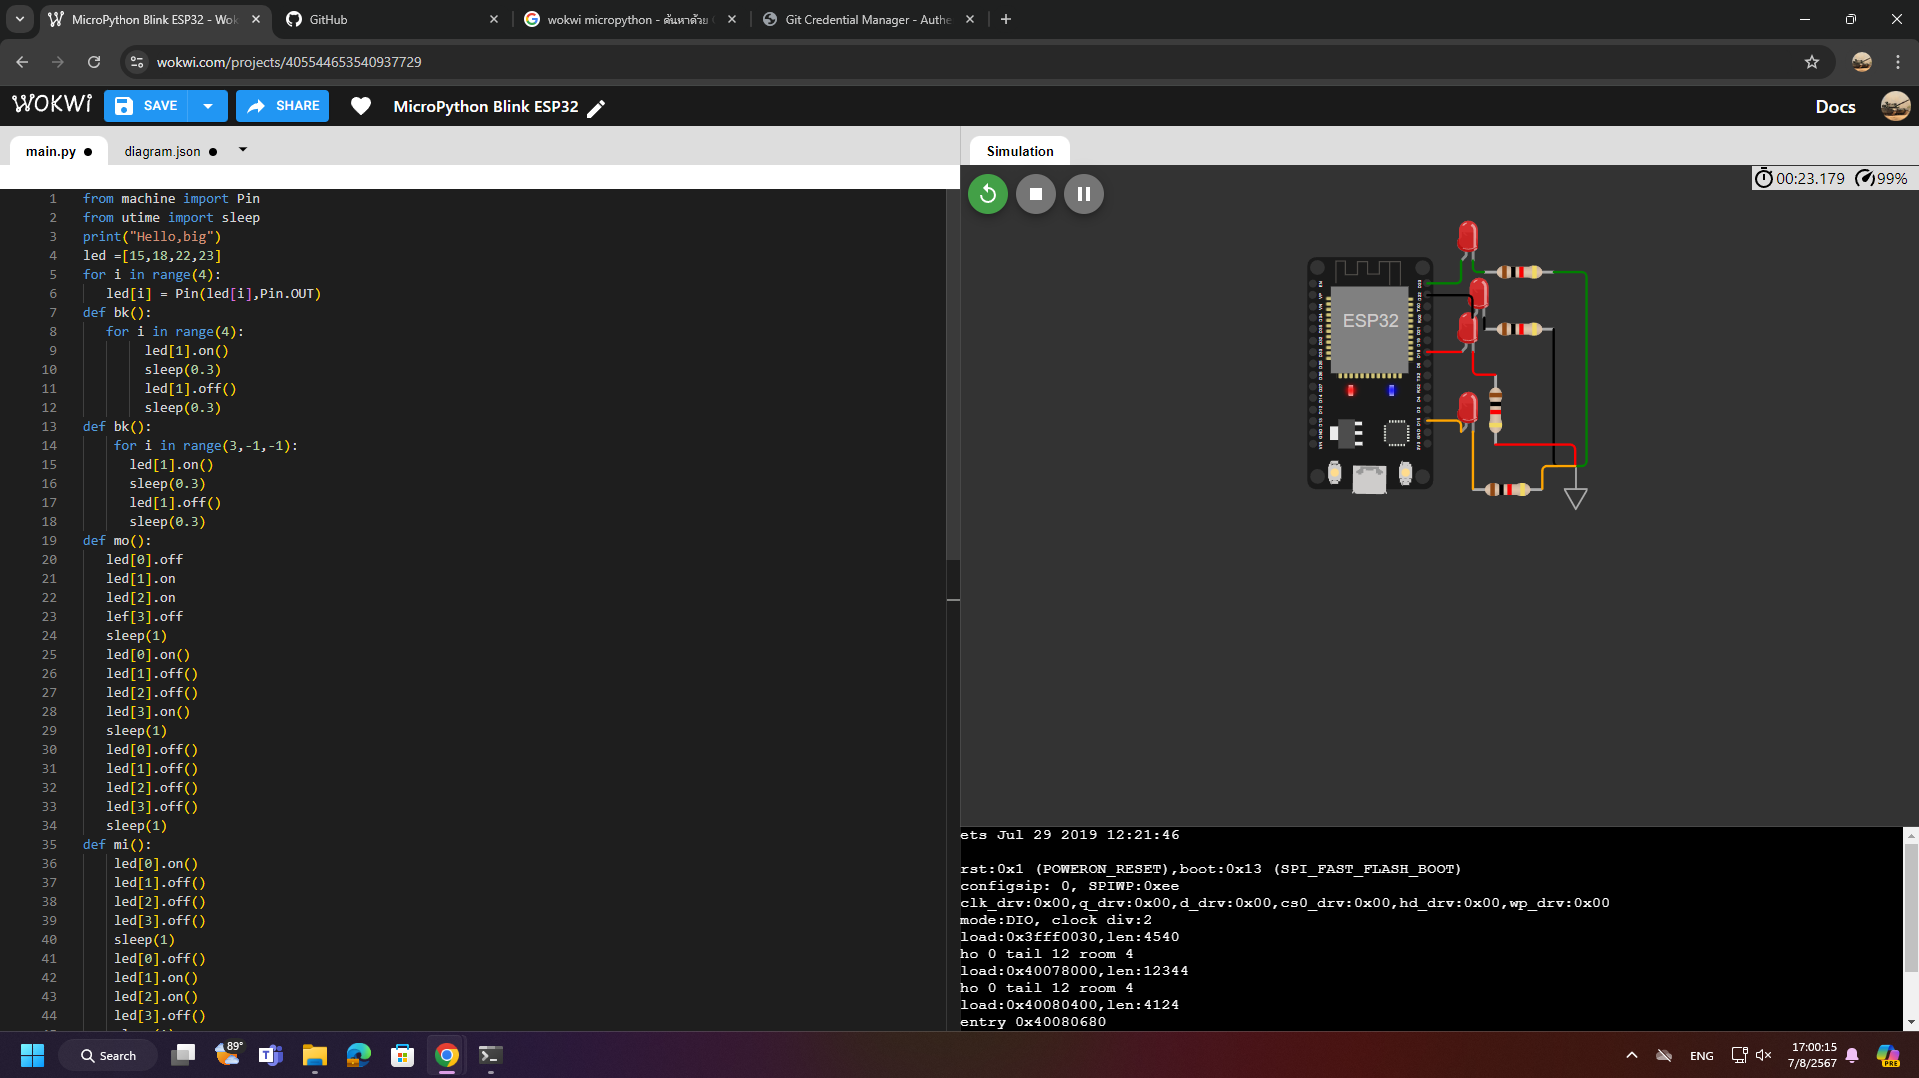 MicroPython Blink ESP32 - Wok
GitHub
wokwi micropython - ค้นหาด้วย
Git Credential Manager - Authe
wokwi.com/projects/405544653540937729
WOKWI
SAVE
SHARE
MicroPython Blink ESP32
Docs
main.py
diagram.json
1 from machine import Pin
2 from utime import sleep
3 print("Hello,big")
4 led =[15,18,22,23]
5 for i in range(4):
6 led[i] = Pin(led[i],Pin.OUT)
7 def bk():
8 for i in range(4):
9 led[1].on()
10 sleep(0.3)
11 led[1].off()
12 sleep(0.3)
13 def bk():
14 for i in range(3,-1,-1):
15 led[1].on()
16 sleep(0.3)
17 led[1].off()
18 sleep(0.3)
19 def mo():
20 led[0].off
21 led[1].on
22 led[2].on
23 lef[3].off
24 sleep(1)
25 led[0].on()
26 led[1].off()
27 led[2].off()
28 led[3].on()
29 sleep(1)
30 led[0].off()
31 led[1].off()
32 led[2].off()
33 led[3].off()
34 sleep(1)
35 def mi():
36 led[0].on()
37 led[1].off()
38 led[2].off()
39 led[3].off()
40 sleep(1)
41 led[0].off()
42 led[1].on()
43 led[2].on()
44 led[3].off()
Simulation
00:23.179
99%
ESP32
ets Jul 29 2019 12:21:46
rst:0x1 (POWERON_RESET),boot:0x13 (SPI_FAST_FLASH_BOOT)
configsip: 0, SPIWP:0xee
clk_drv:0x00,q_drv:0x00,d_drv:0x00,cs0_drv:0x00,hd_drv:0x00,wp_drv:0x00
mode:DIO, clock div:2
load:0x3fff0030,len:4540
ho 0 tail 12 room 4
load:0x40078000,len:12344
ho 0 tail 12 room 4
load:0x40080400,len:4124
entry 0x40080680
Search
89°
ENG
17:00:15
7/8/2567
PRE